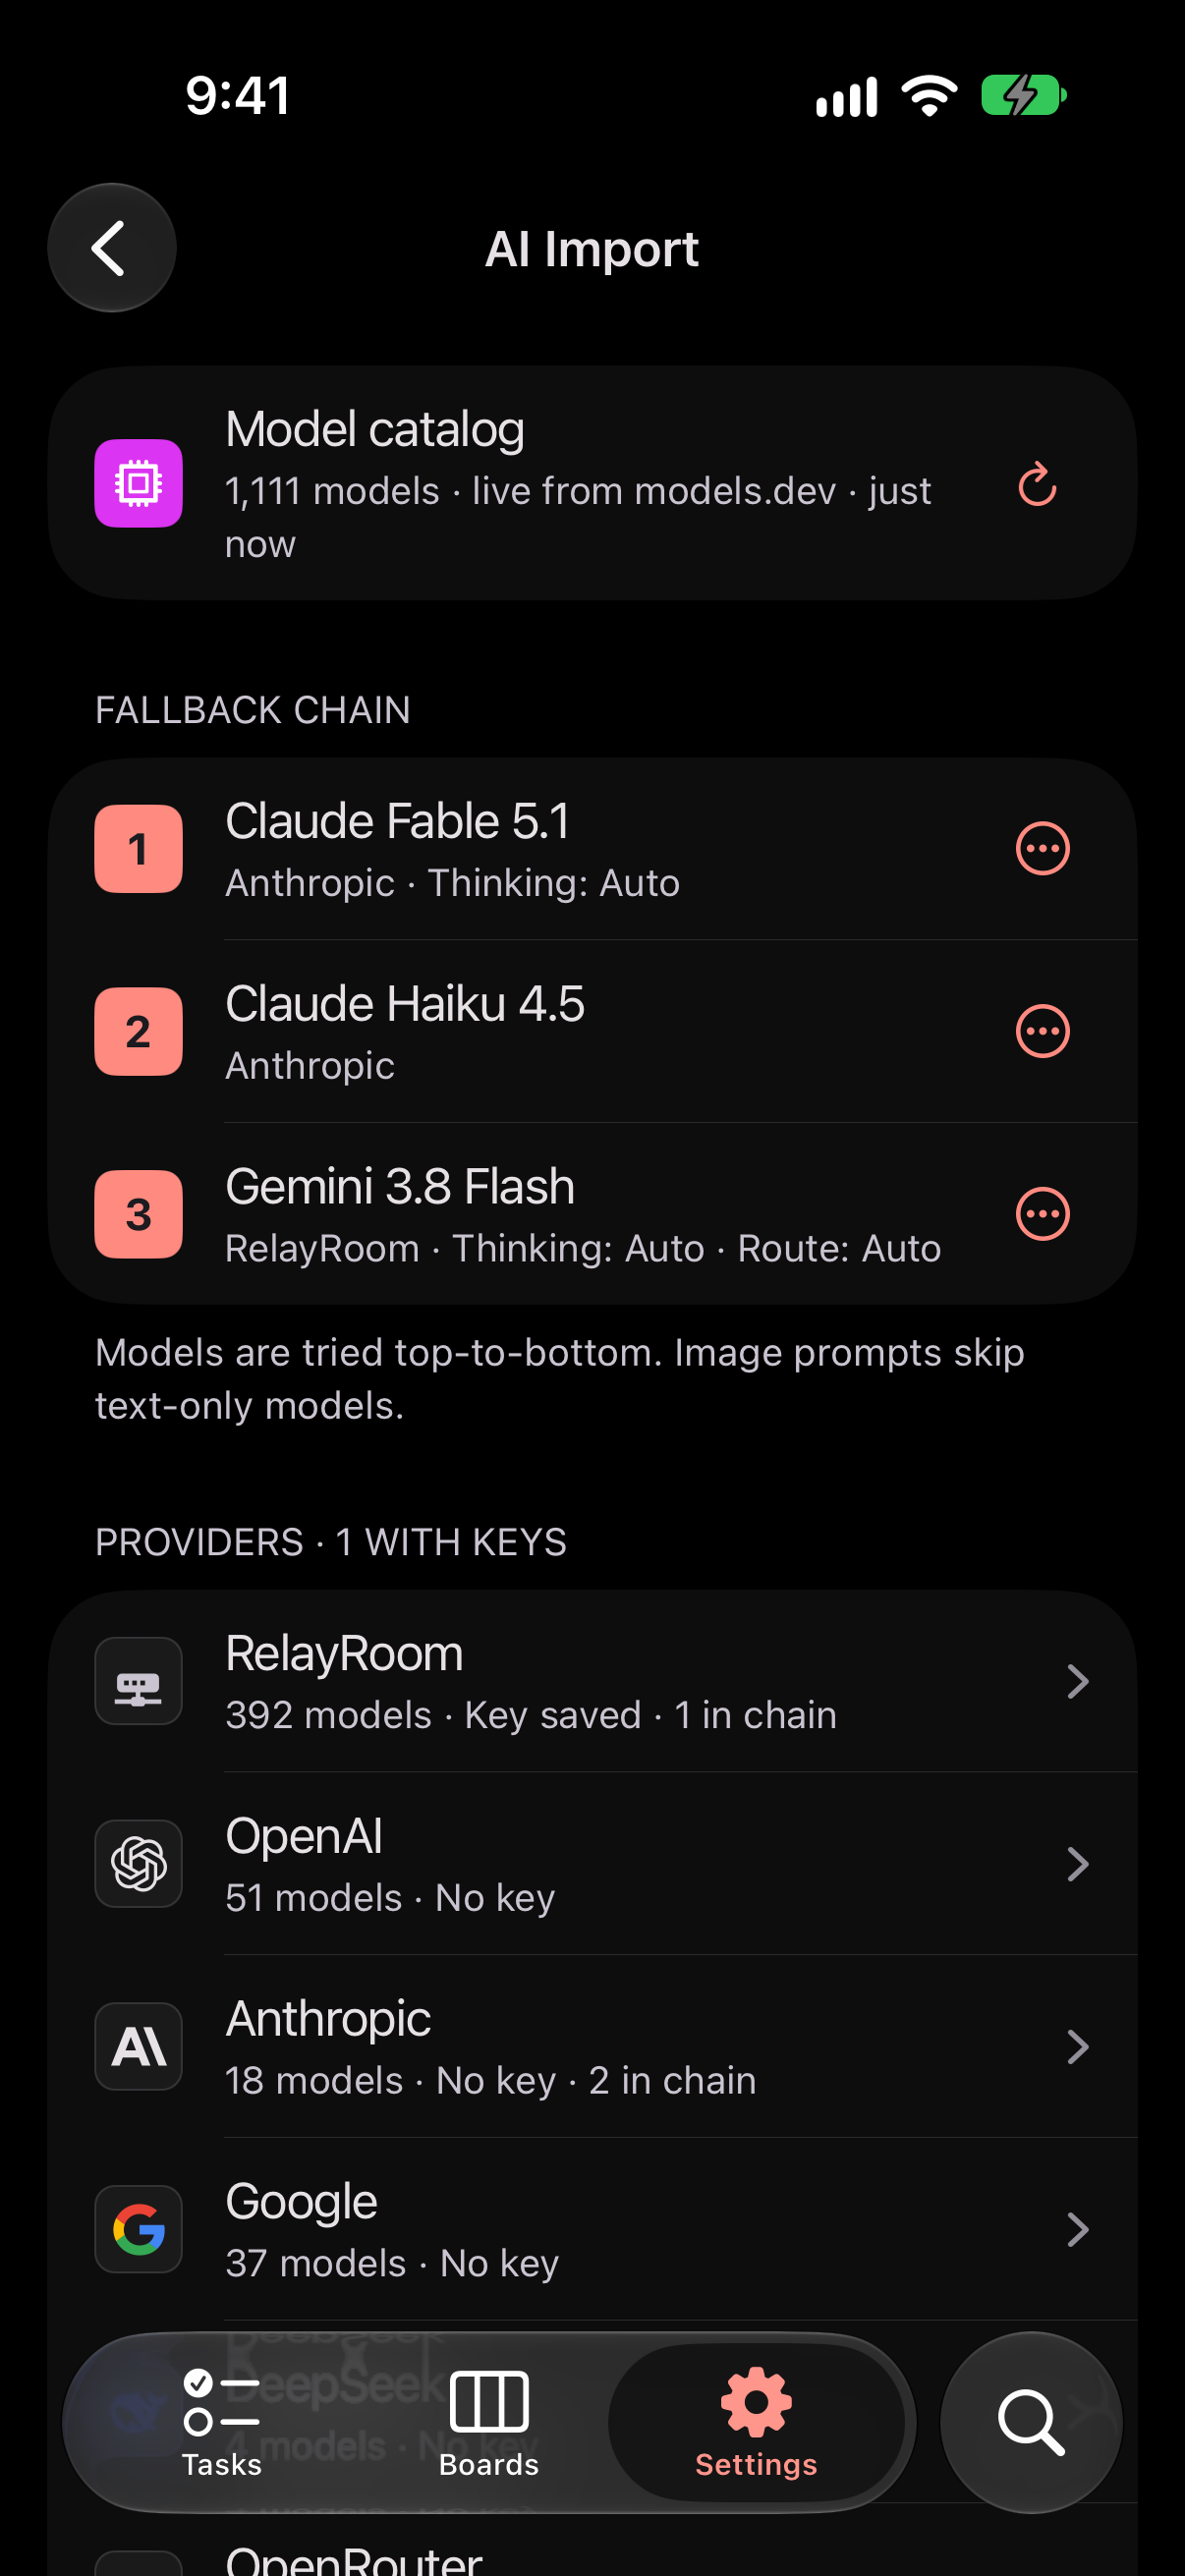 9:41
AI Import
Model catalog
1,111 models · live from models.dev · just
now
FALLBACK CHAIN
1
Claude Fable 5.1
Anthropic · Thinking: Auto
2
Claude Haiku 4.5
Anthropic
3
Gemini 3.8 Flash
RelayRoom · Thinking: Auto · Route: Auto
Models are tried top-to-bottom. Image prompts skip
text-only models.
PROVIDERS · 1 WITH KEYS
RelayRoom
392 models · Key saved · 1 in chain
OpenAI
51 models · No key
Anthropic
18 models · No key · 2 in chain
Google
37 models · No key
DeepSeek
4 models · No key
Tasks
Boards
Settings
OpenRouter